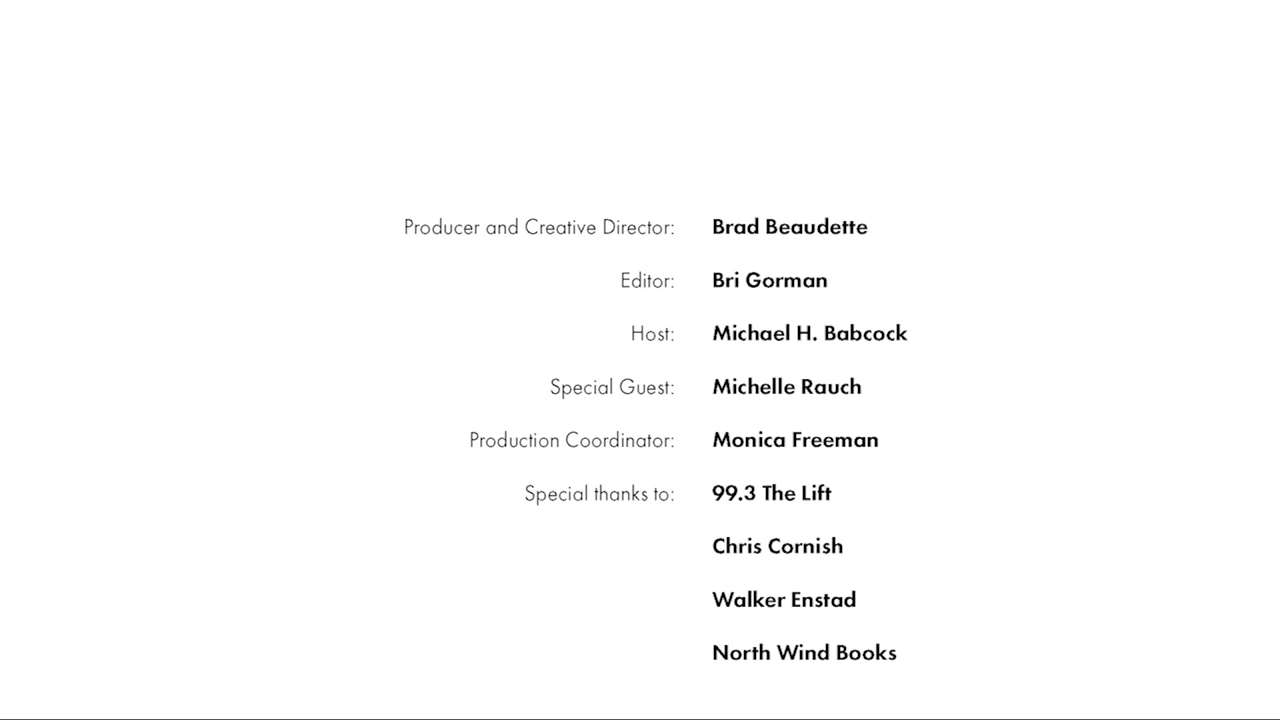 Producer and Creative Director: Brad Beaudette
Editor: Bri Gorman
Host: Michael H. Babcock
Special Guest: Michelle Rauch
Production Coordinator: Monica Freeman
Special thanks to: 99.3 The Lift
Chris Cornish
Walker Enstad
North Wind Books